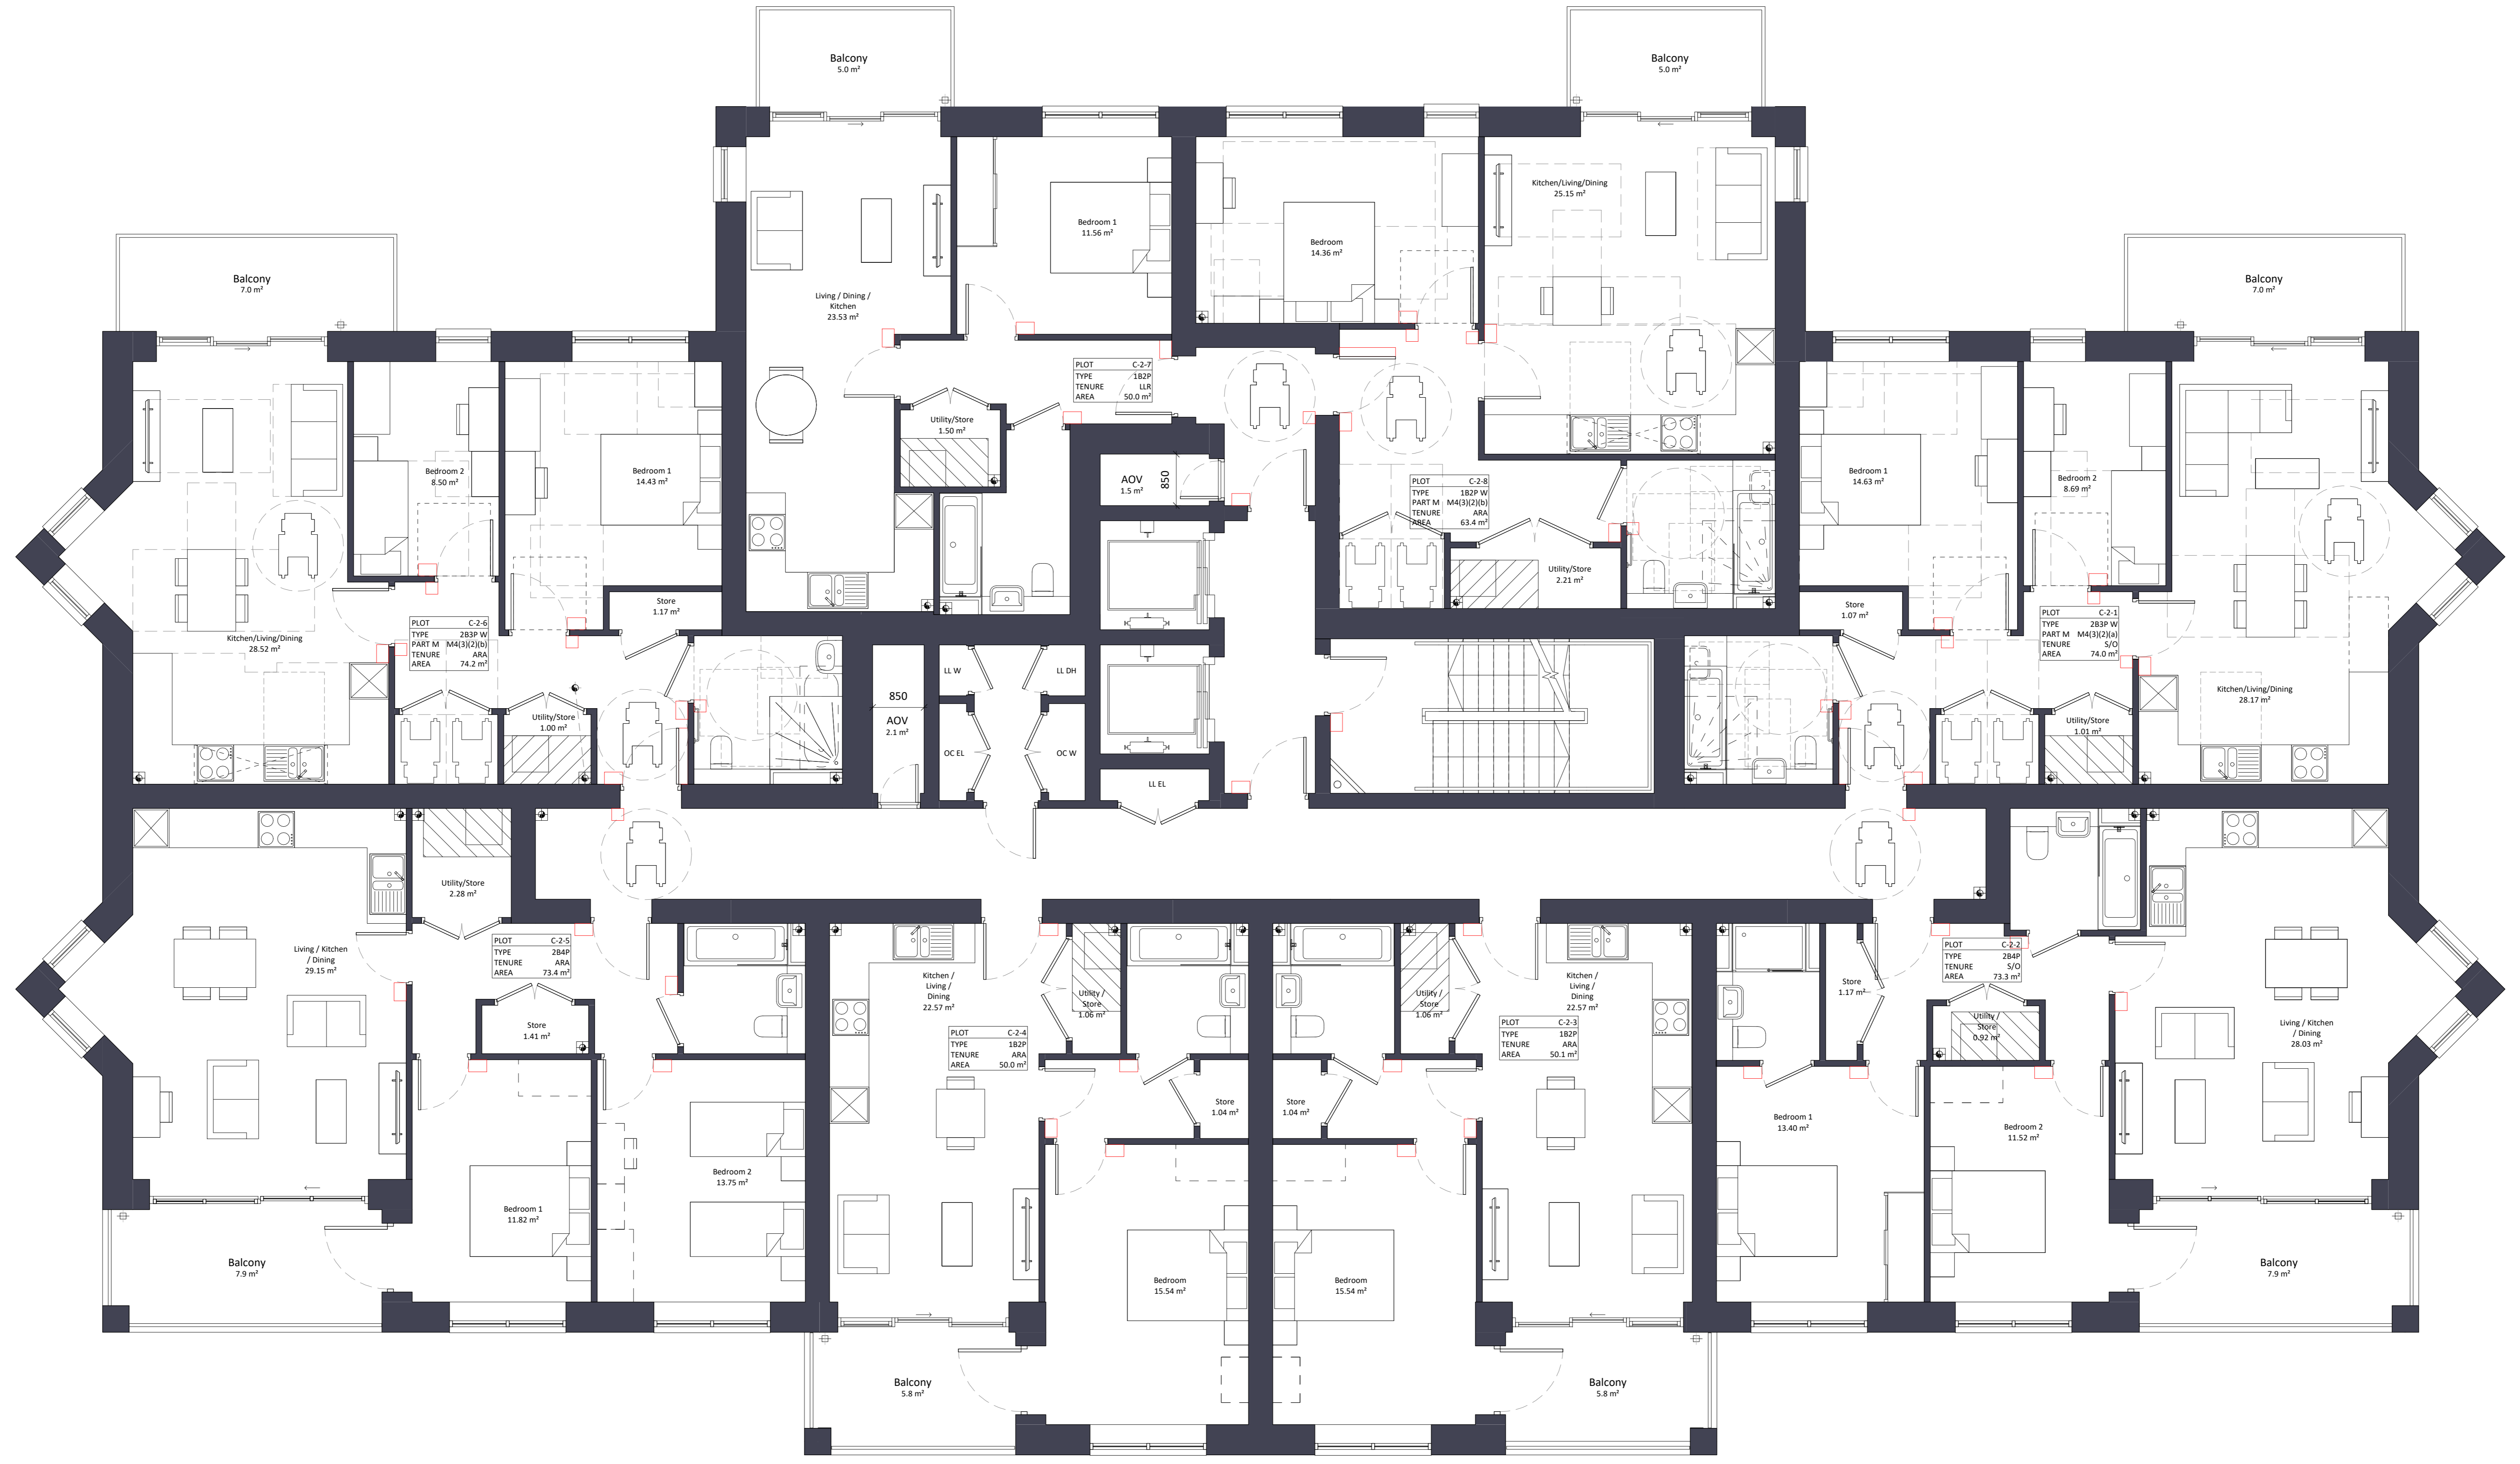 Balcony
5.0 m²
Balcony
5.0 m²
Kitchen/Living/Dining
25.15 m²
Bedroom 1
11.56 m²
Bedroom
14.36 m²
Balcony
7.0 m²
Balcony
7.0 m²
Living / Dining /
Kitchen
23.53 m²
PLOT C-2-7
TYPE 1B2P
TENURE LLR
AREA 50.0 m²
Utility/Store
1.50 m²
Bedroom 2
8.50 m²
Bedroom 1
14.43 m²
AOV
1.5 m²
850
PLOT C-2-8
TYPE 1B2P W
PART M M4(3)(2)(b)
TENURE ARA
AREA 63.4 m²
Bedroom 1
14.63 m²
Bedroom 2
8.69 m²
Utility/Store
2.21 m²
Store
1.17 m²
Store
1.07 m²
PLOT C-2-6
TYPE 2B3P W
PART M M4(3)(2)(b)
TENURE ARA
AREA 74.2 m²
PLOT C-2-1
TYPE 2B3P W
PART M M4(3)(2)(a)
TENURE S/O
AREA 74.0 m²
Kitchen/Living/Dining
28.52 m²
LL W
LL DH
850
AOV
2.1 m²
Utility/Store
1.00 m²
Kitchen/Living/Dining
28.17 m²
Utility/Store
1.01 m²
OC EL
OC W
LL EL
Utility/Store
2.28 m²
Living / Kitchen
/ Dining
29.15 m²
PLOT C-2-5
TYPE 2B4P
TENURE ARA
AREA 73.4 m²
Kitchen /
Living /
Dining
22.57 m²
Utility /
Store
1.06 m²
Utility /
Store
1.06 m²
Kitchen /
Living /
Dining
22.57 m²
Store
1.17 m²
PLOT C-2-2
TYPE 2B4P
TENURE S/O
AREA 73.3 m²
Store
1.41 m²
PLOT C-2-4
TYPE 1B2P
TENURE ARA
AREA 50.0 m²
PLOT C-2-3
TYPE 1B2P
TENURE ARA
AREA 50.1 m²
Utility /
Store
0.92 m²
Living / Kitchen
/ Dining
28.03 m²
Store
1.04 m²
Store
1.04 m²
Bedroom 1
13.40 m²
Bedroom 2
11.52 m²
Bedroom 2
13.75 m²
Bedroom 1
11.82 m²
Balcony
7.9 m²
Bedroom
15.54 m²
Bedroom
15.54 m²
Balcony
7.9 m²
Balcony
5.8 m²
Balcony
5.8 m²